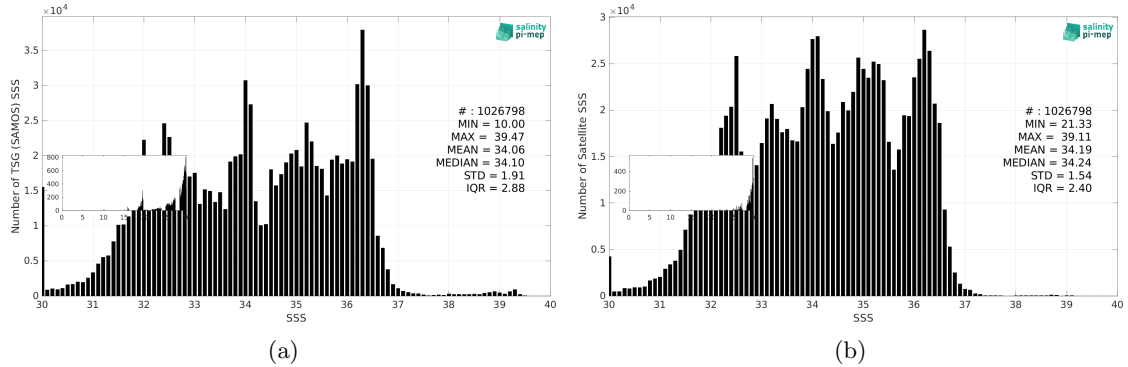 ×10⁴
3.5
3
2.5
2
1.5
1
0.5
0
Number of TSG (SAMOS) SSS
30 31 32 33 34 35 36 37 38 39 40
SSS
800
600
400
200
0
0 5 10 15
salinity
pi-mep
# : 1026798
MIN = 10.00
MAX = 39.47
MEAN = 34.06
MEDIAN = 34.10
STD = 1.91
IQR = 2.88
(a)
3 ×10⁴
2.5
2
1.5
1
0.5
0
Number of Satellite SSS
30 31 32 33 34 35 36 37 38 39 40
SSS
400
200
0
0 5 10 15 20
salinity
pi-mep
# : 1026798
MIN = 21.33
MAX = 39.11
MEAN = 34.19
MEDIAN = 34.24
STD = 1.54
IQR = 2.40
(b)